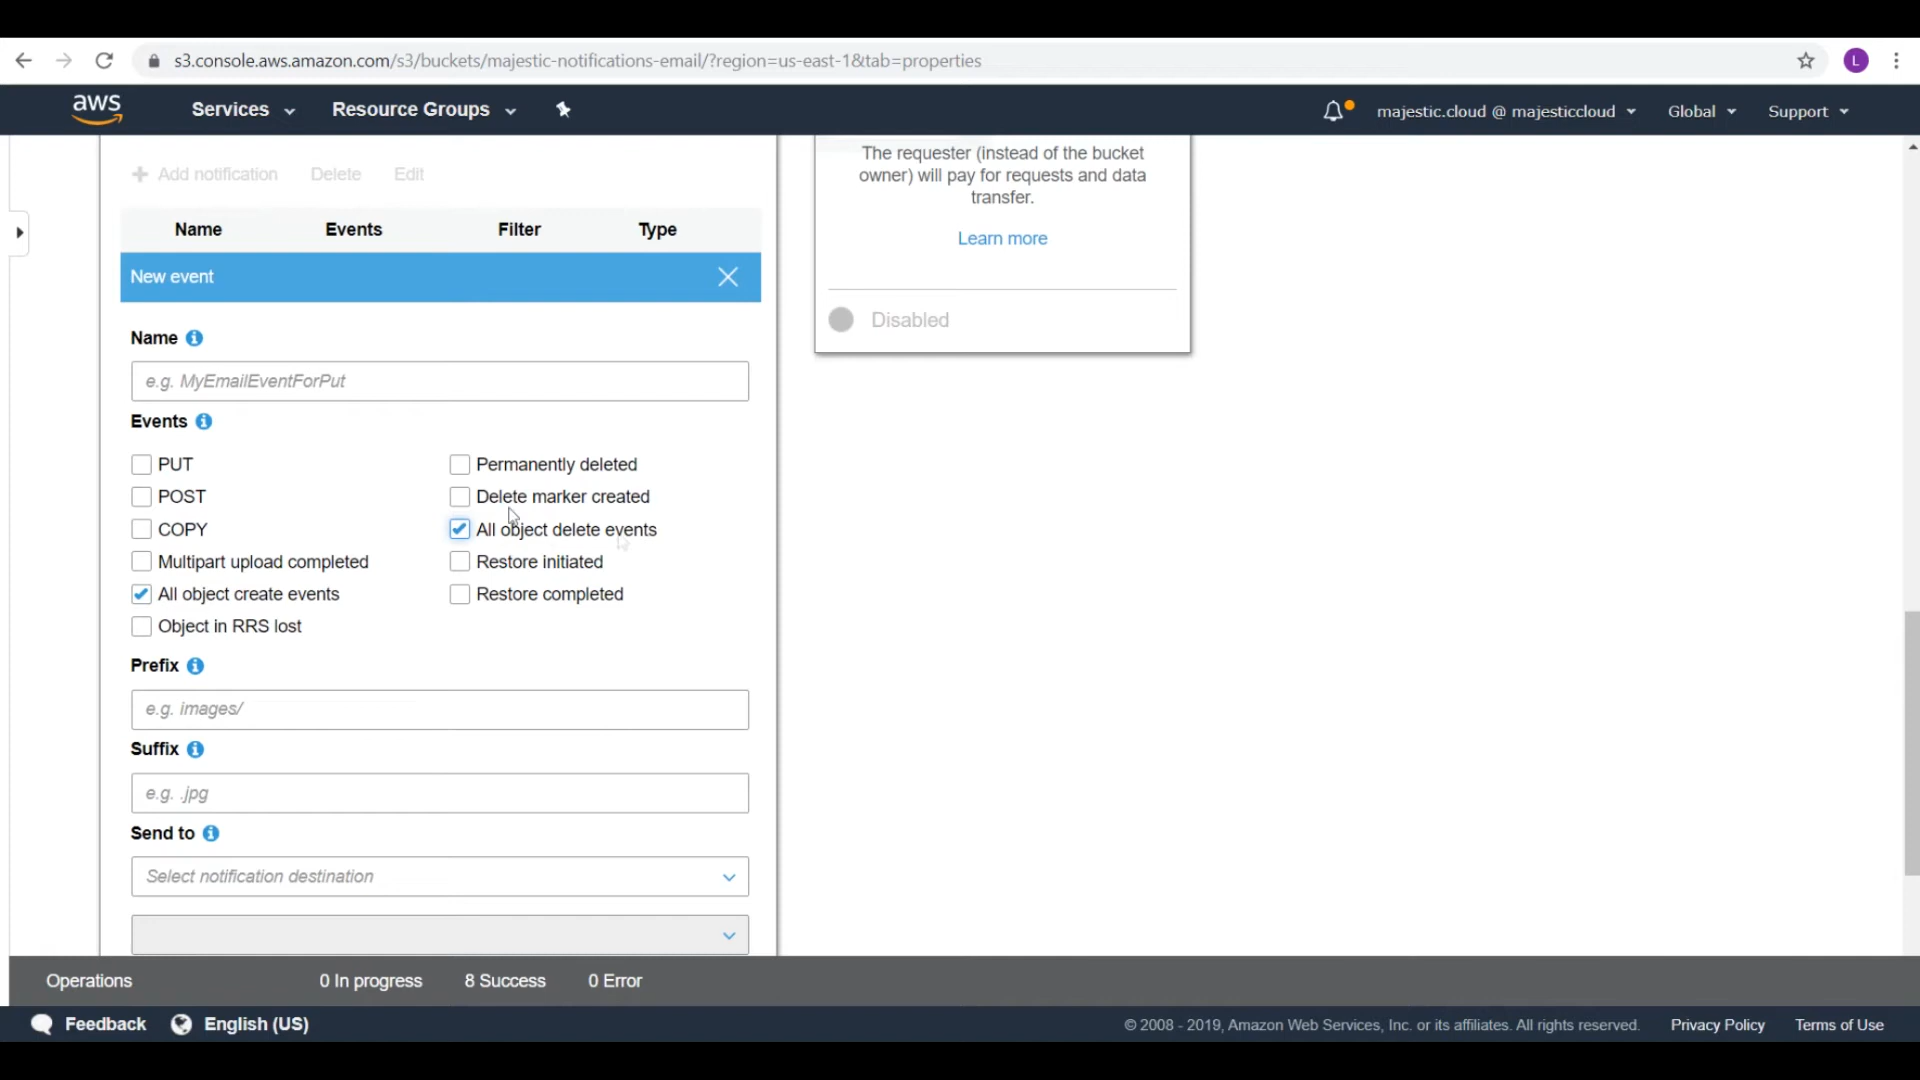 s3.console.aws.amazon.com/s3/buckets/majestic-notifications-email/?region=us-east-1&tab=properties
L
aws
Services
Resource Groups
majestic.cloud @ majesticcloud
Global
Support
Add notification
Delete
Edit
Name
Events
Filter
Type
New event
Name
e.g. MyEmailEventForPut
Events
PUT
POST
COPY
Multipart upload completed
All object create events
Object in RRS lost
Permanently deleted
Delete marker created
All object delete events
Restore initiated
Restore completed
Prefix
e.g. images/
Suffix
e.g. .jpg
Send to
Select notification destination
The requester (instead of the bucket
owner) will pay for requests and data
transfer.
Learn more
Disabled
Operations
0 In progress
8 Success
0 Error
Feedback
English (US)
© 2008 - 2019, Amazon Web Services, Inc. or its affiliates. All rights reserved.
Privacy Policy
Terms of Use